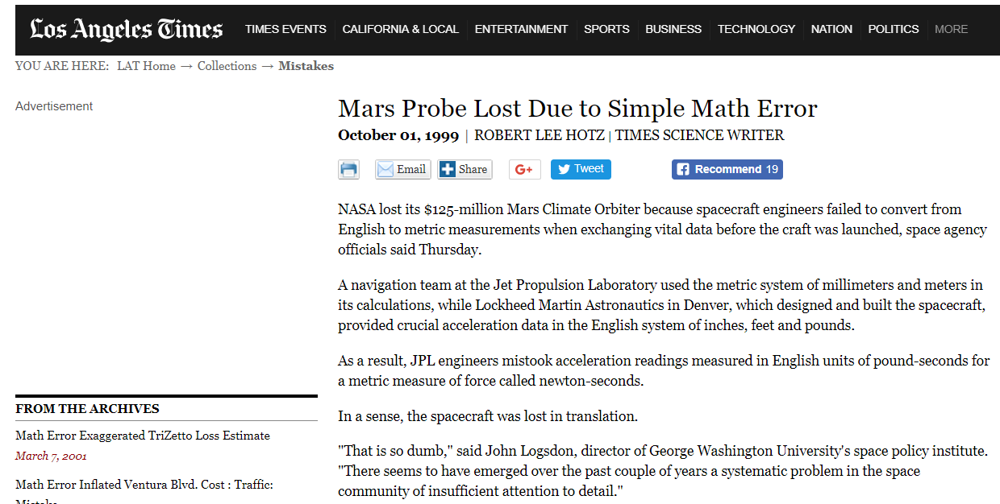 Los Angeles Times TIMES EVENTS CALIFORNIA & LOCAL ENTERTAINMENT SPORTS BUSINESS TECHNOLOGY NATION POLITICS MORE
YOU ARE HERE: LAT Home → Collections → Mistakes
Advertisement
Mars Probe Lost Due to Simple Math Error
October 01, 1999 | ROBERT LEE HOTZ | TIMES SCIENCE WRITER
Email Share G+ Tweet Recommend 19
NASA lost its $125-million Mars Climate Orbiter because spacecraft engineers failed to convert from
English to metric measurements when exchanging vital data before the craft was launched, space agency
officials said Thursday.
A navigation team at the Jet Propulsion Laboratory used the metric system of millimeters and meters in
its calculations, while Lockheed Martin Astronautics in Denver, which designed and built the spacecraft,
provided crucial acceleration data in the English system of inches, feet and pounds.
As a result, JPL engineers mistook acceleration readings measured in English units of pound-seconds for
a metric measure of force called newton-seconds.
In a sense, the spacecraft was lost in translation.
"That is so dumb," said John Logsdon, director of George Washington University's space policy institute.
"There seems to have emerged over the past couple of years a systematic problem in the space
community of insufficient attention to detail."
FROM THE ARCHIVES
Math Error Exaggerated TriZetto Loss Estimate
March 7, 2001
Math Error Inflated Ventura Blvd. Cost : Traffic: